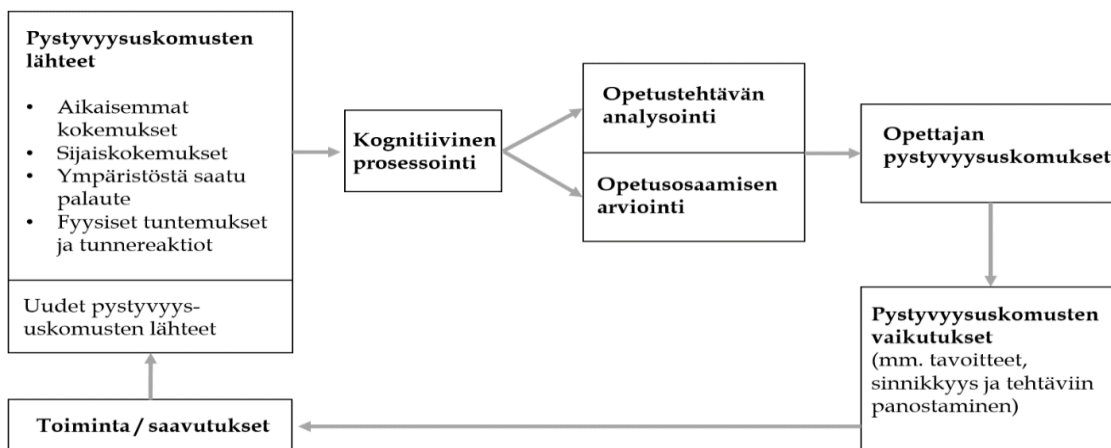 Pystyvyysuskomusten
lähteet
• Aikaisemmat
kokemukset
• Sijaiskokemukset
• Ympäristöstä saatu
palaute
• Fyysiset tuntemukset
ja tunnereaktiot
Uudet pystyvyys-
uskomusten lähteet
Kognitiivinen
prosessointi
Opetustehtävän
analysointi
Opetusosaamisen
arviointi
Opettajan
pystyvyysuskomukset
Pystyvyysuskomusten
vaikutukset
(mm. tavoitteet,
sinnikkyys ja tehtäviin
panostaminen)
Toiminta / saavutukset